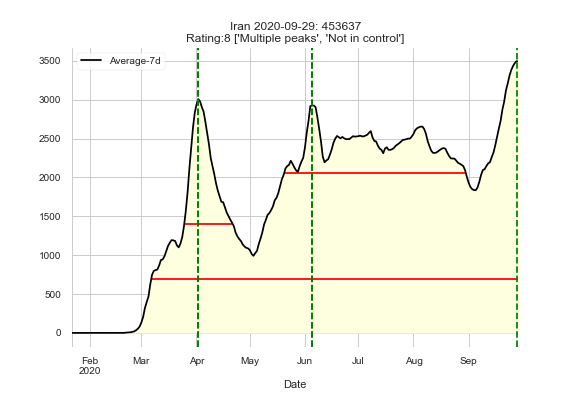 Iran 2020-09-29: 453637
Rating:8 ['Multiple peaks', 'Not in control']
Average-7d
3500
3000
2500
2000
1500
1000
500
0
Feb
2020
Mar
Apr
May
Jun
Jul
Aug
Sep
Date